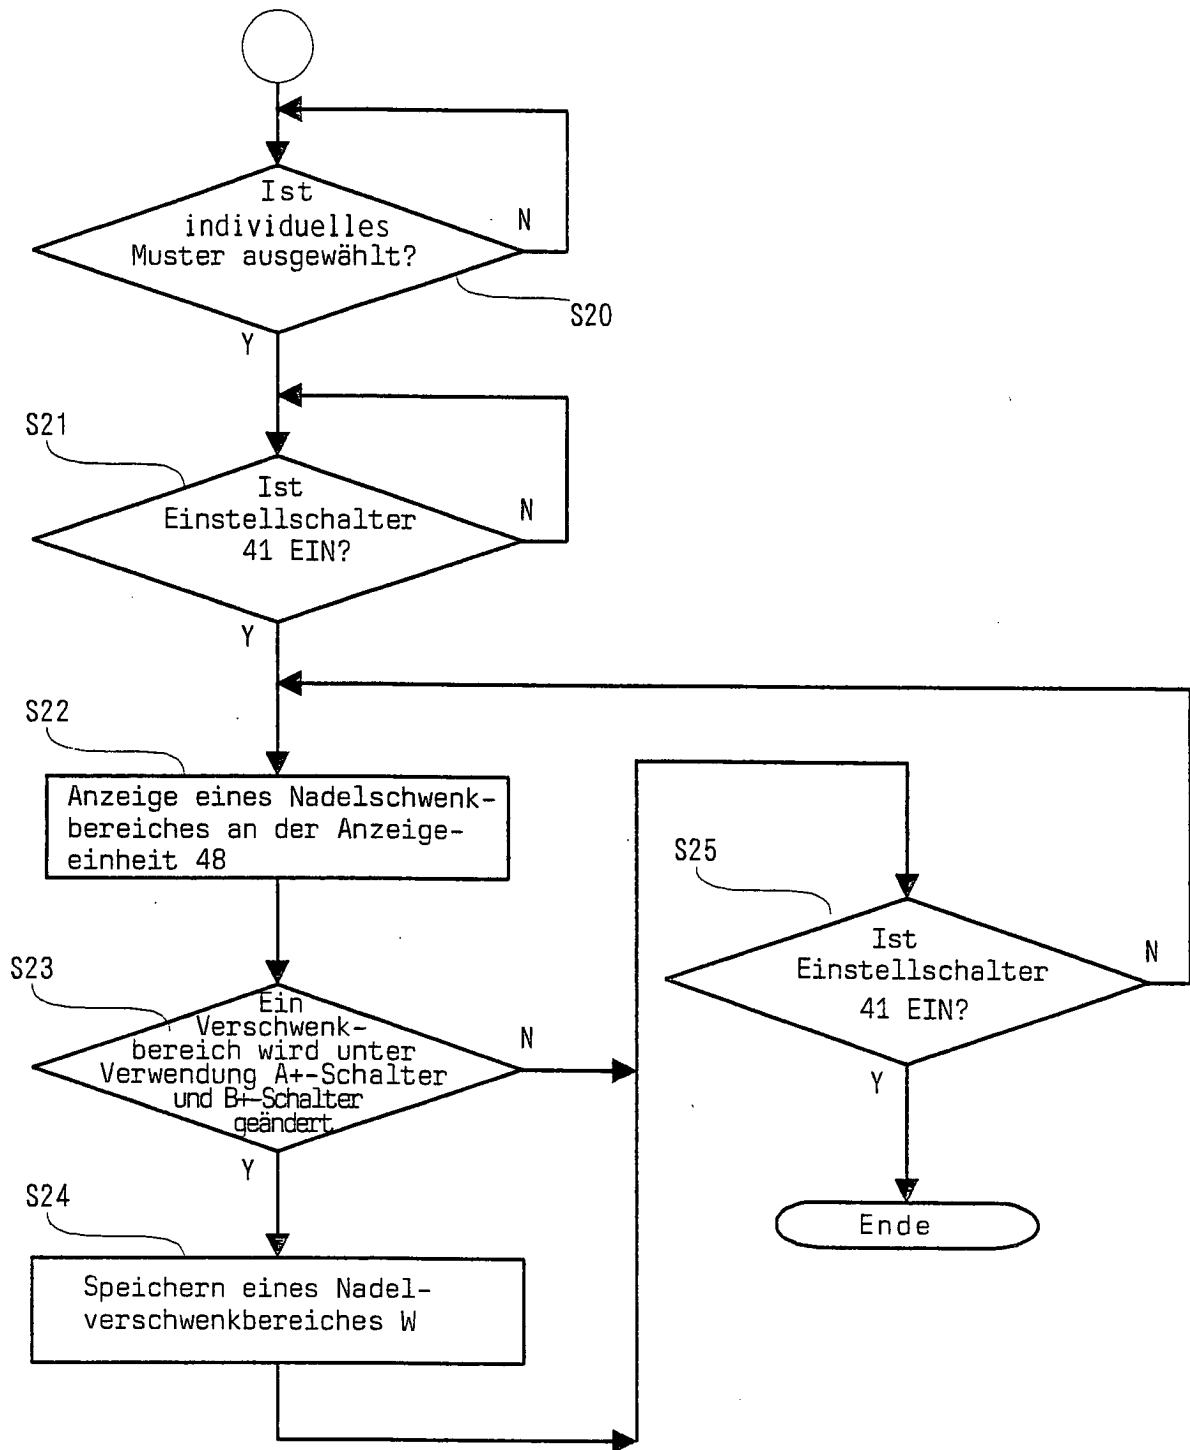 Ist
individuelles
Muster ausgewählt?
N
S20
Y
S21
Ist
Einstellschalter
41 EIN?
N
Y
S22
Anzeige eines Nadelschwenk-
bereiches an der Anzeige-
einheit 48
S23
Ein
Verschwenk-
bereich wird unter
Verwendung A+-Schalter
und B+-Schalter
geändert
N
Y
S24
Speichern eines Nadel-
verschwenkbereiches W
S25
Ist
Einstellschalter
41 EIN?
N
Y
Ende